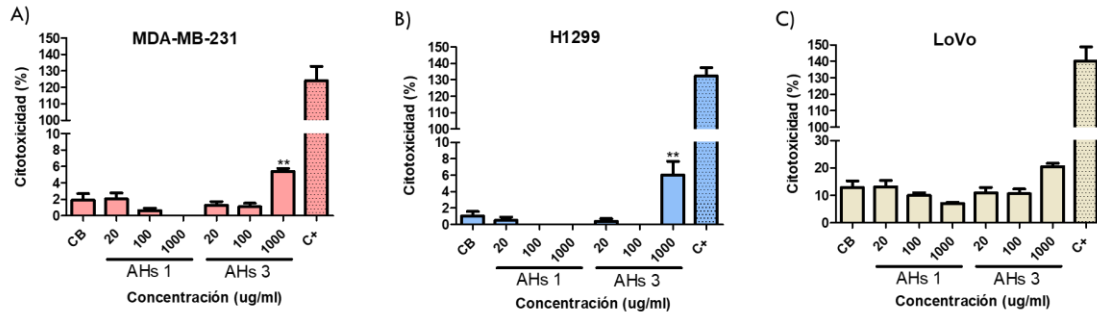 A)
MDA-MB-231
Citotoxicidad (%)
150
140
130
120
110
100
10
8
6
4
2
0
**
CB
20
100
1000
20
100
1000
C+
AHs 1
AHs 3
Concentración (ug/ml)
B)
H1299
Citotoxicidad (%)
150
140
130
120
110
100
10
8
6
4
2
0
**
CB
20
100
1000
20
100
1000
C+
AHs 1
AHs 3
Concentración (ug/ml)
C)
LoVo
Citotoxicidad (%)
150
140
130
120
110
100
30
20
10
0
CB
20
100
1000
20
100
1000
C+
AHs 1
AHs 3
Concentración (ug/ml)